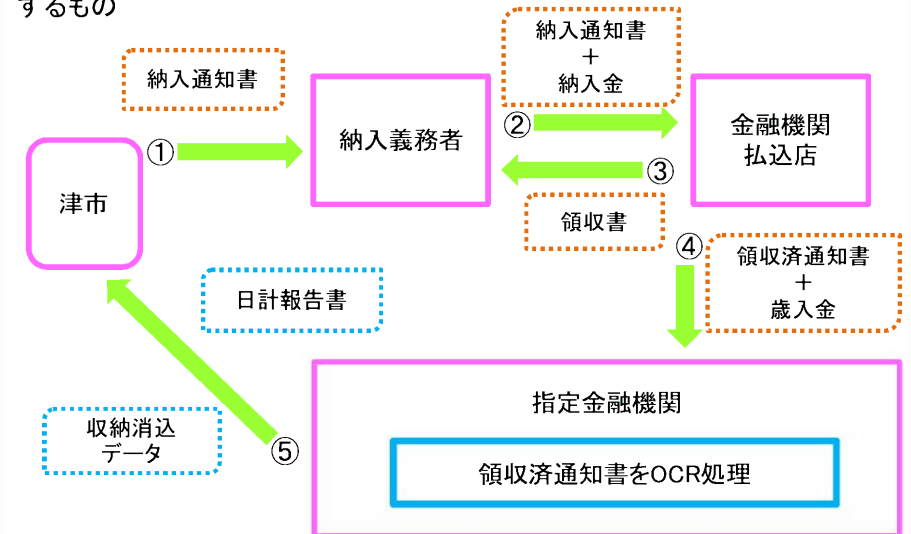 するもの
納入通知書
＋
納入金
納入通知書
①
納入義務者
②
金融機関
払込店
③
津市
領収書
④
領収済通知書
＋
歳入金
日計報告書
指定金融機関
収納消込
データ
⑤
領収済通知書をOCR処理